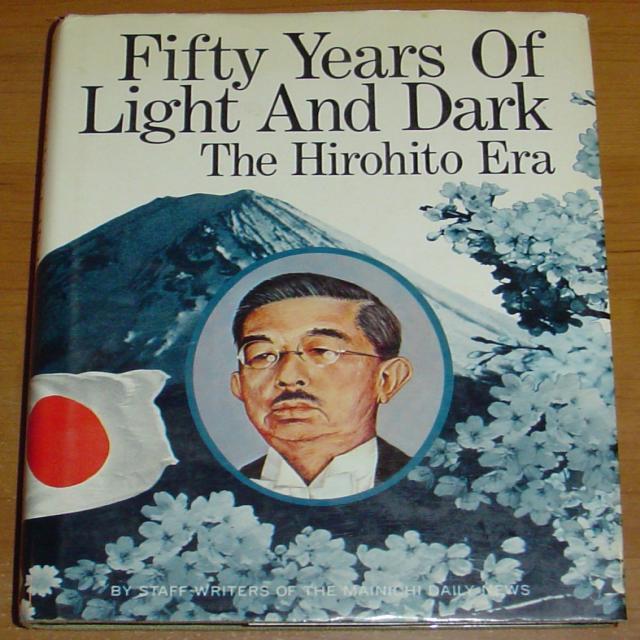 Fifty Years Of
Light And Dark
The Hirohito Era
BY STAFF WRITERS OF THE MAINICHI DAILY NEWS